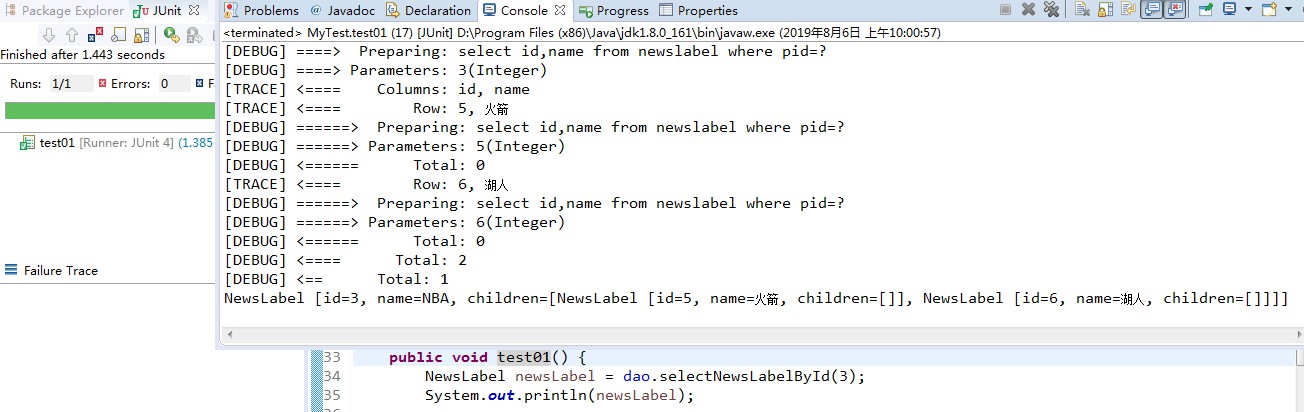 Package Explorer JUnit
Finished after 1.443 seconds
Runs: 1/1 Errors: 0
test01 [Runner: JUnit 4] (1.385
Failure Trace
Problems @ Javadoc Declaration Console Progress Properties
<terminated> MyTest.test01 (17) [JUnit] D:\Program Files (x86)\Java\jdk1.8.0_161\bin\javaw.exe (2019年8月6日 上午10:00:57)
[DEBUG] ====>  Preparing: select id,name from newslabel where pid=?
[DEBUG] ====> Parameters: 3(Integer)
[TRACE] <====    Columns: id, name
[TRACE] <====        Row: 5, 火箭
[DEBUG] ======>  Preparing: select id,name from newslabel where pid=?
[DEBUG] ======> Parameters: 5(Integer)
[DEBUG] <======      Total: 0
[TRACE] <====        Row: 6, 湖人
[DEBUG] ======>  Preparing: select id,name from newslabel where pid=?
[DEBUG] ======> Parameters: 6(Integer)
[DEBUG] <======      Total: 0
[DEBUG] <====      Total: 2
[DEBUG] <==      Total: 1
NewsLabel [id=3, name=NBA, children=[NewsLabel [id=5, name=火箭, children=[]], NewsLabel [id=6, name=湖人, children=[]]]]
33 public void test01() {
34 NewsLabel newsLabel = dao.selectNewsLabelById(3);
35 System.out.println(newsLabel);